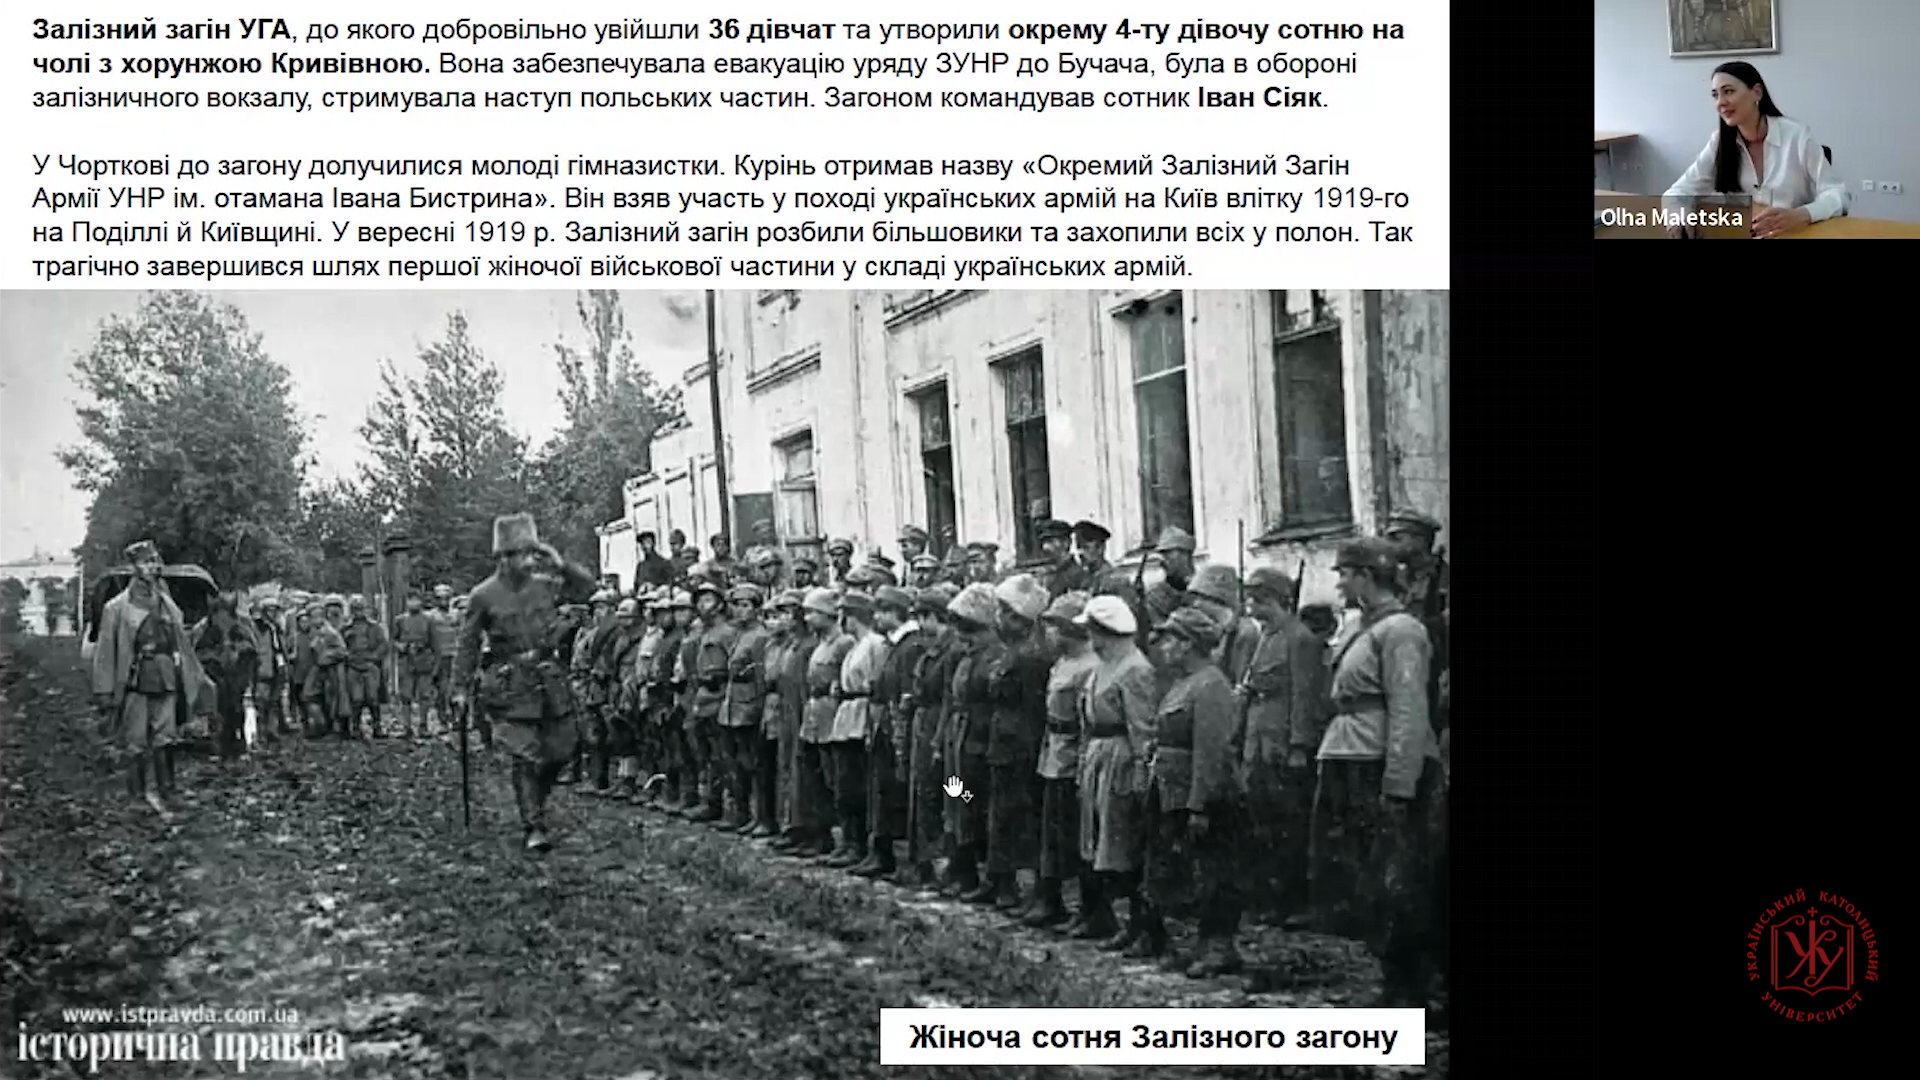 Залізний загін УГА, до якого добровільно увійшли 36 дівчат та утворили окрему 4-ту дівочу сотню на
чолі з хорунжою Кривівною. Вона забезпечувала евакуацію уряду ЗУНР до Бучача, була в обороні
залізничного вокзалу, стримувала наступ польських частин. Загоном командував сотник Іван Сіяк.
У Чорткові до загону долучилися молоді гімназистки. Курінь отримав назву «Окремий Залізний Загін
Армії УНР ім. отамана Івана Бистрина». Він взяв участь у поході українських армій на Київ влітку 1919-го
на Поділлі й Київщині. У вересні 1919 р. Залізний загін розбили більшовики та захопили всіх у полон. Так
трагічно завершився шлях першої жіночої військової частини у складі українських армій.
Olha Maletska
www.istpravda.com.ua
історична правда
Жіноча сотня Залізного загону
УКРАЇНСЬКИЙ КАТОЛИЦЬКИЙ
УНІВЕРСИТЕТ